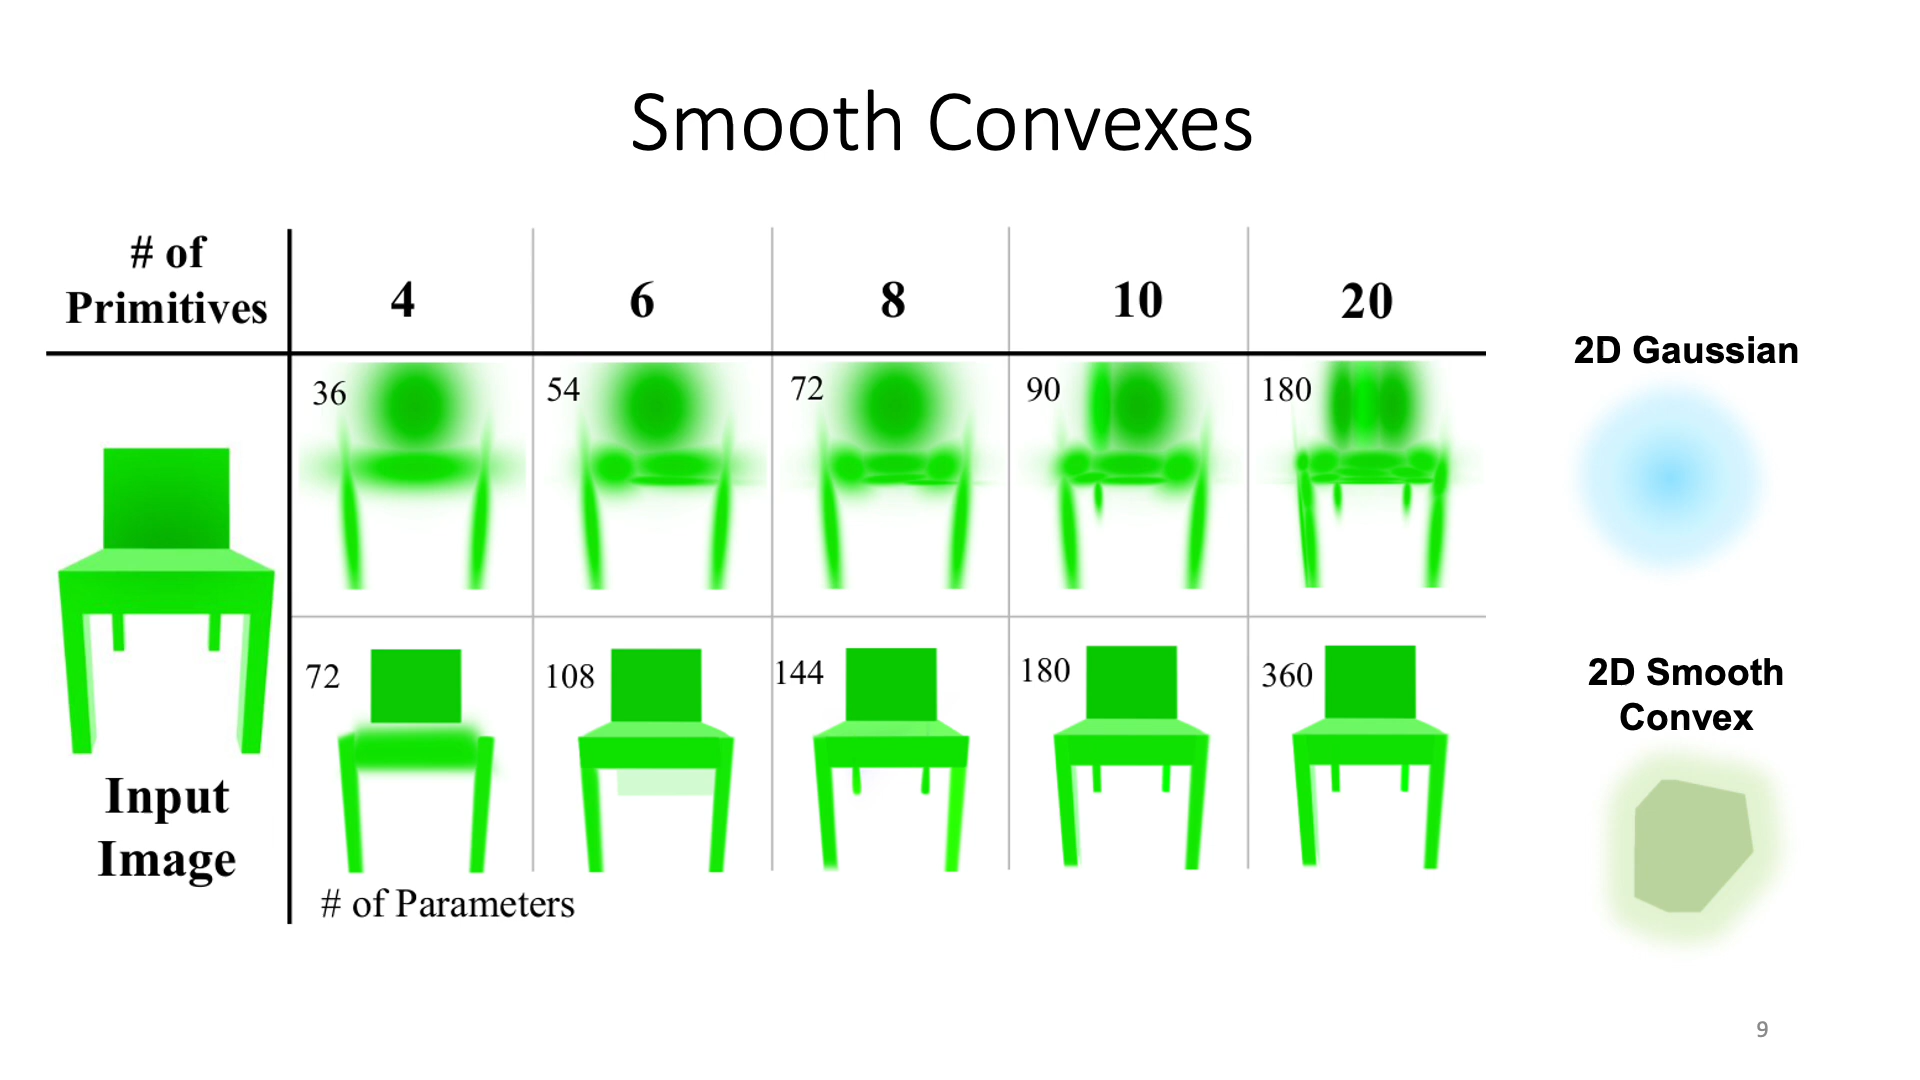 Smooth Convexes
# of
Primitives
4
6
8
10
20
36
54
72
90
180
2D Gaussian
72
108
144
180
360
2D Smooth
Convex
Input
Image
# of Parameters
9